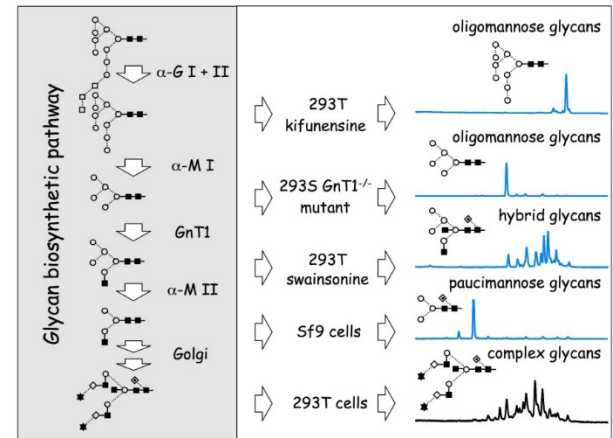 Glycan biosynthetic pathway
α-G I + II
α-M I
GnT1
α-M II
Golgi
293T
kifunensine
293S GnT1-/-
mutant
293T
swainsonine
Sf9 cells
293T cells
oligomannose glycans
oligomannose glycans
hybrid glycans
paucimannose glycans
complex glycans